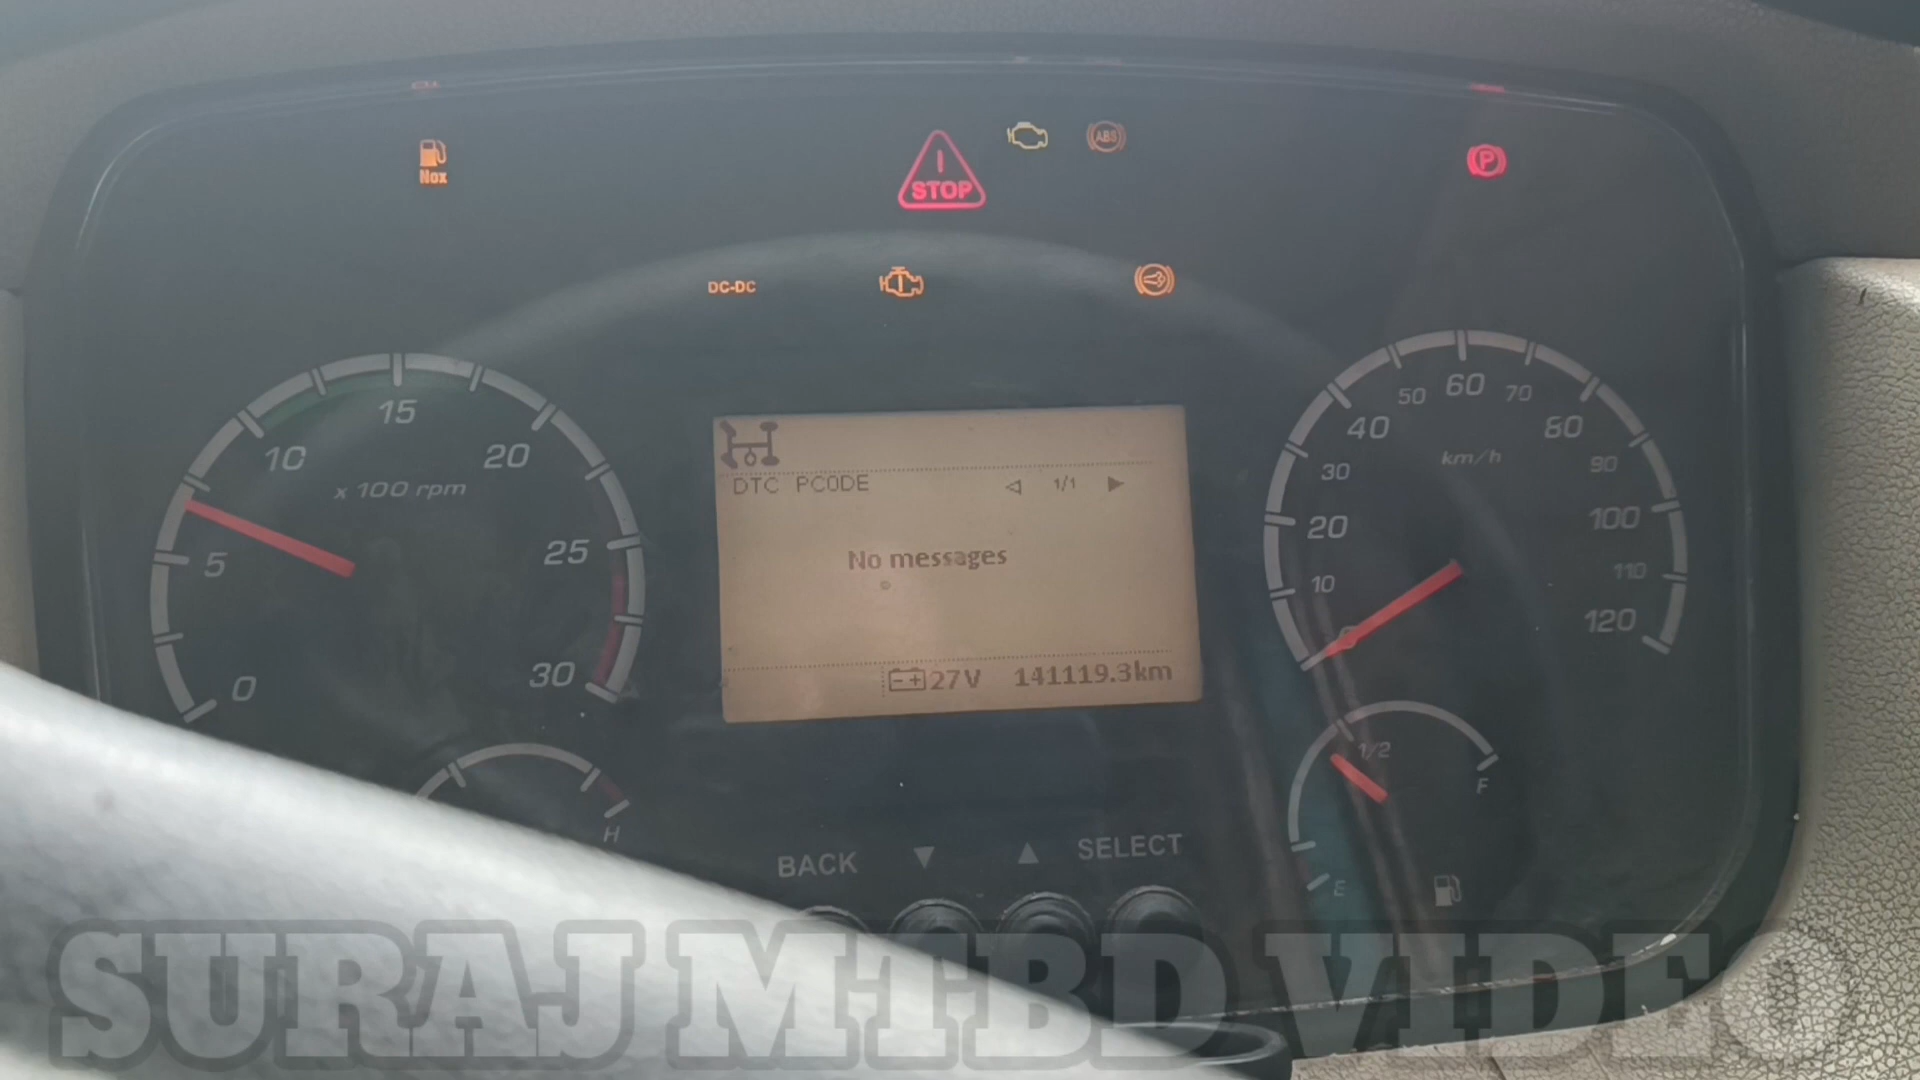 Nox
STOP
ABS
P
DC-DC
0
5
10
15
20
25
30
x 100 rpm
H
DTC PCODE 1/1
No messages
27V 141119.3km
0
10
20
30
40
50
60
70
80
90
100
110
120
km/h
1/2
E
F
BACK
SELECT
SURAJ MTBD VIDEO